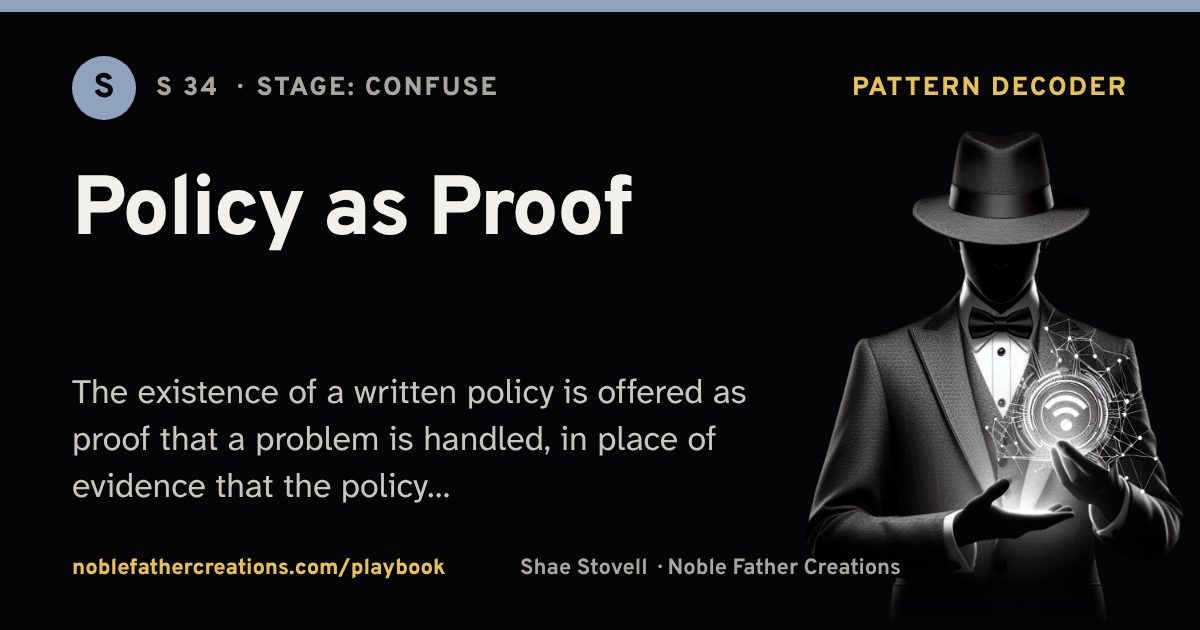 S
S 34 · STAGE: CONFUSE
PATTERN DECODER
Policy as Proof
The existence of a written policy is offered as
proof that a problem is handled, in place of
evidence that the policy...
noblefathercreations.com/playbook
Shae Stovell · Noble Father Creations